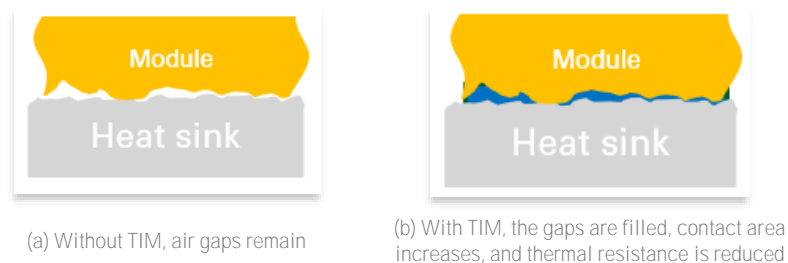 Module
Heat sink
Module
Heat sink
(a) Without TIM, air gaps remain
(b) With TIM, the gaps are filled, contact area
increases, and thermal resistance is reduced